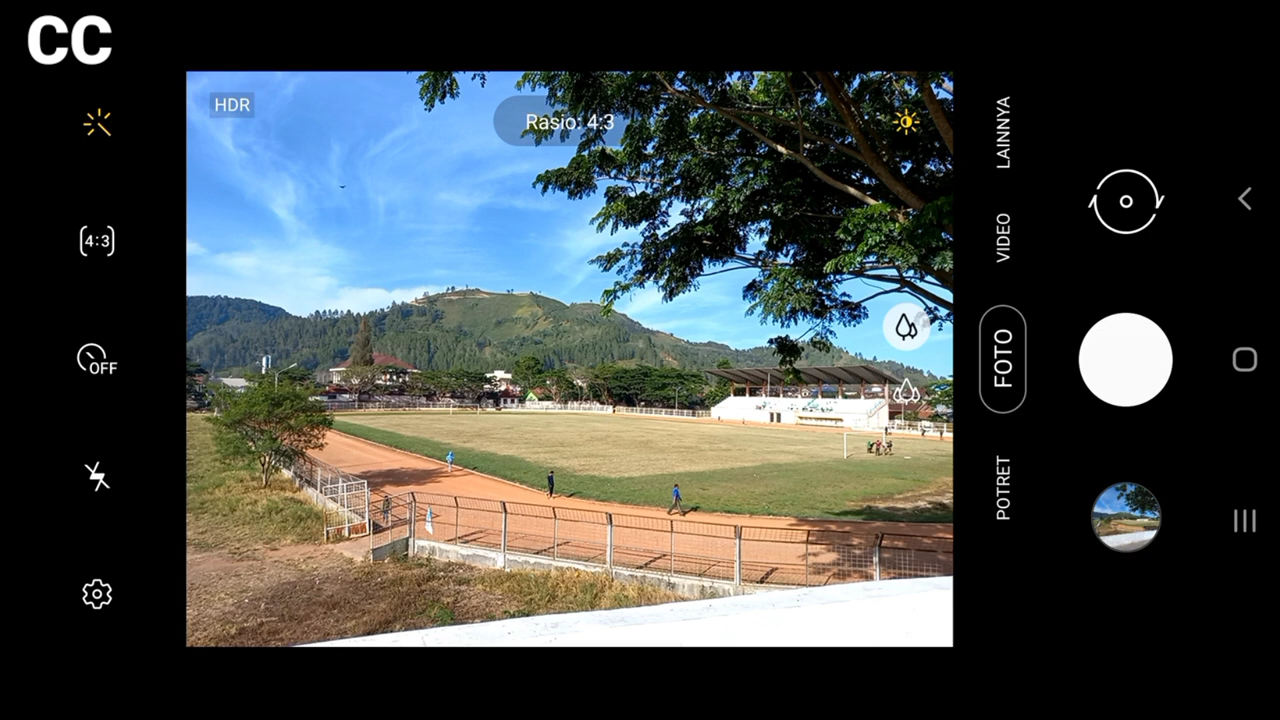 CC
HDR
Rasio: 4:3
4:3
OFF
LAINNYA
VIDEO
FOTO
POTRET